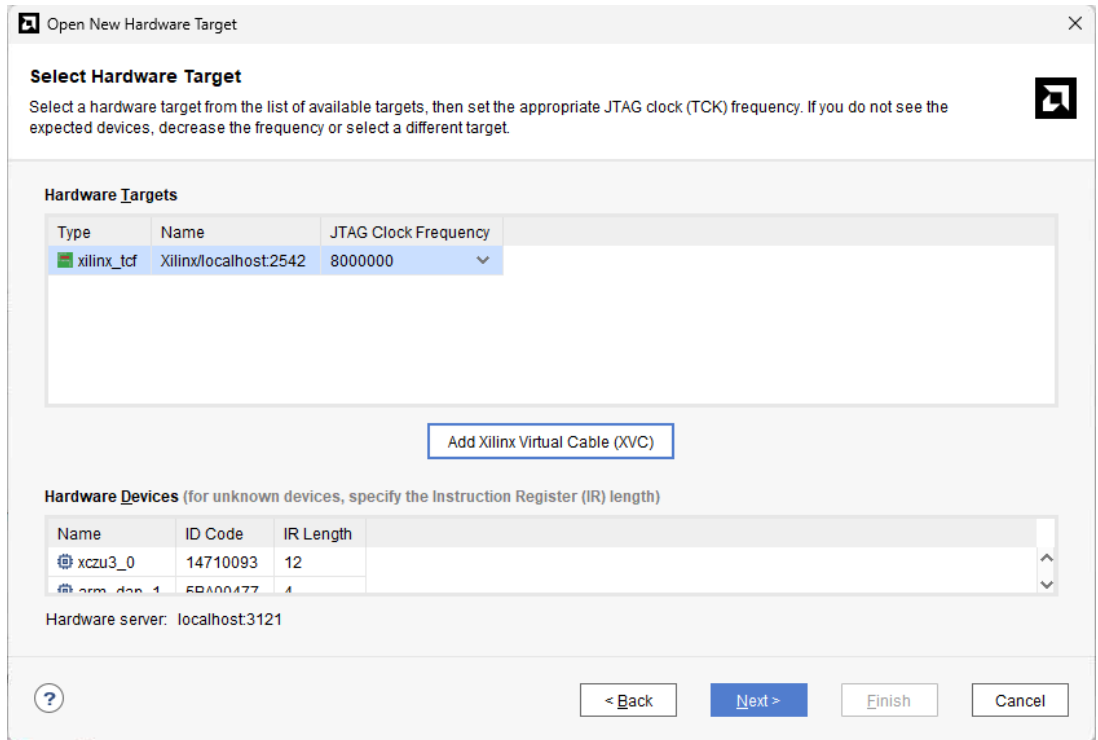 Open New Hardware Target
Select Hardware Target
Select a hardware target from the list of available targets, then set the appropriate JTAG clock (TCK) frequency. If you do not see the
expected devices, decrease the frequency or select a different target.
Hardware Targets
Type Name JTAG Clock Frequency
xilinx_tcf Xilinx/localhost:2542 8000000
Add Xilinx Virtual Cable (XVC)
Hardware Devices (for unknown devices, specify the Instruction Register (IR) length)
Name ID Code IR Length
xczu3_0 14710093 12
arm_dap_1 5BA00477 4
Hardware server: localhost:3121
? < Back Next > Finish Cancel